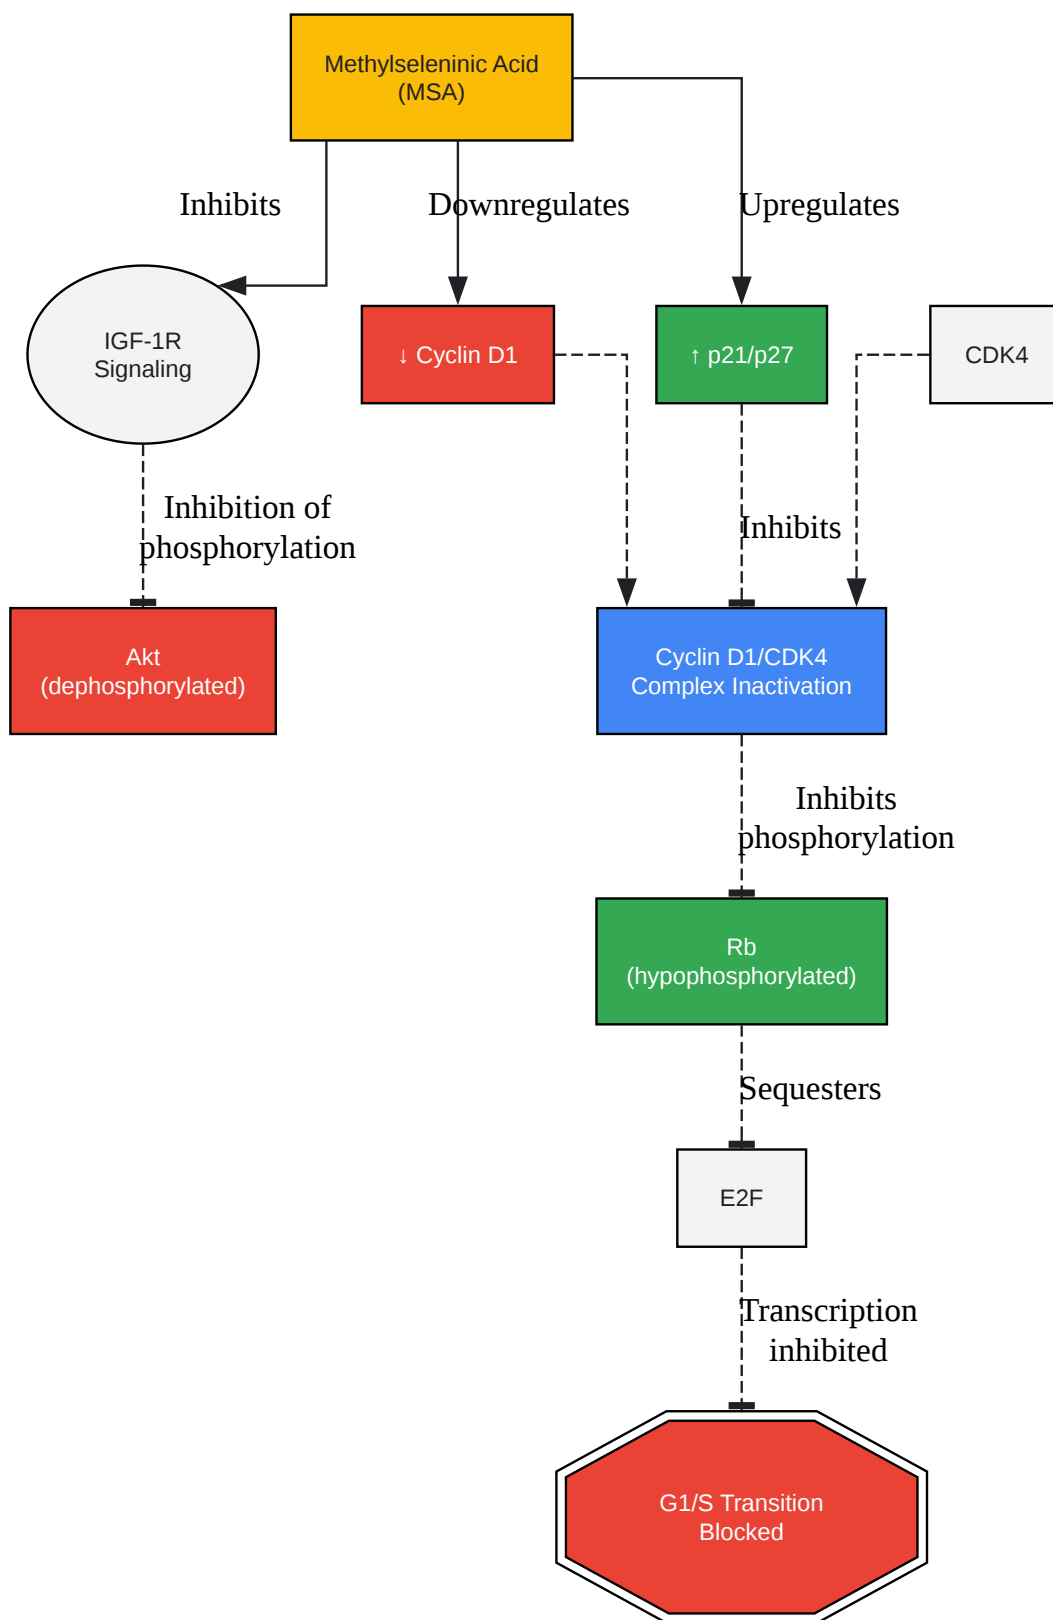 Methylseleninic Acid
(MSA)
Inhibits
Downregulates
Upregulates
IGF-1R
Signaling
↓ Cyclin D1
↑ p21/p27
CDK4
Inhibition of
phosphorylation
Inhibits
Akt
(dephosphorylated)
Cyclin D1/CDK4
Complex Inactivation
Inhibits
phosphorylation
Rb
(hypophosphorylated)
Sequesters
E2F
Transcription
inhibited
G1/S Transition
Blocked